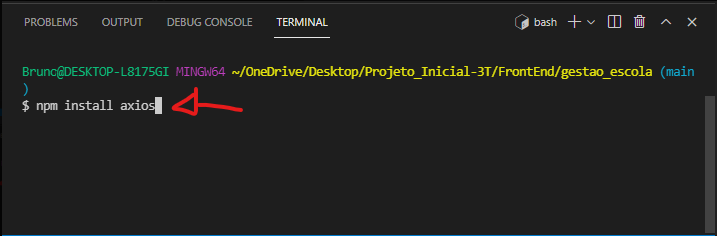 PROBLEMS OUTPUT DEBUG CONSOLE TERMINAL bash
Bruno@DESKTOP-L8175GI MINGW64 ~/OneDrive/Desktop/Projeto_Inicial-3T/FrontEnd/gestao_escola (main
)
$ npm install axios